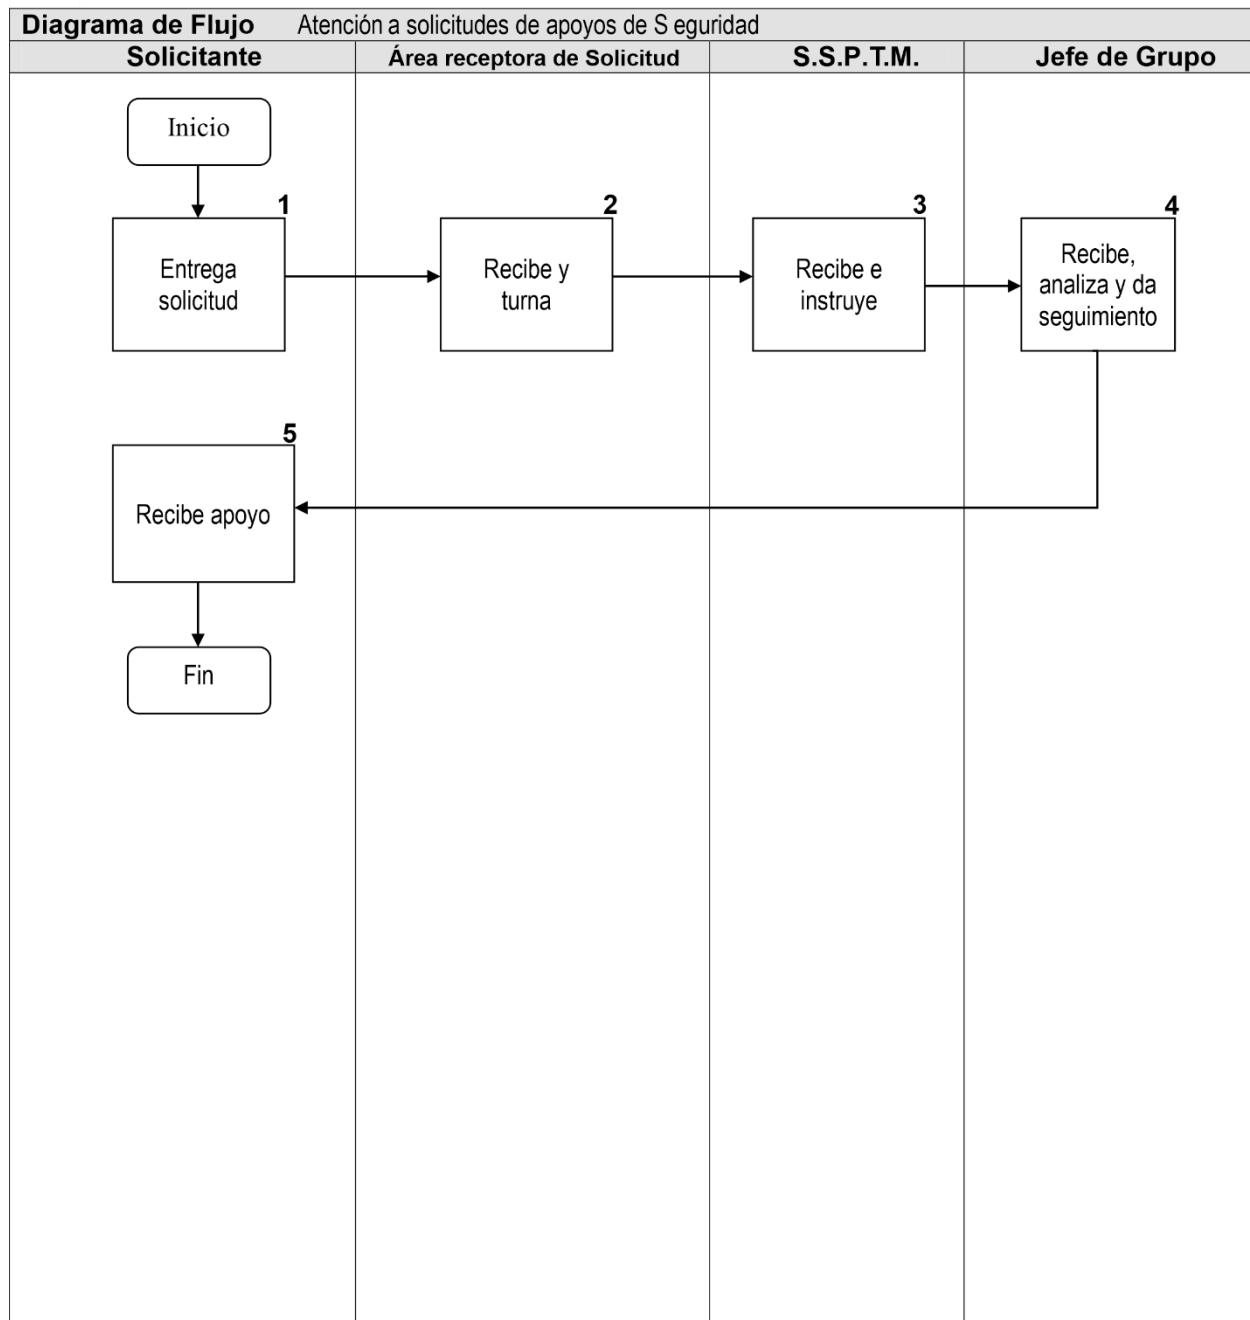 Diagrama de Flujo Atención a solicitudes de apoyos de S eguridad
Solicitante Área receptora de Solicitud S.S.P.T.M. Jefe de Grupo
Inicio
1
Entrega
solicitud
2
Recibe y
turna
3
Recibe e
instruye
4
Recibe,
analiza y da
seguimiento
5
Recibe apoyo
Fin